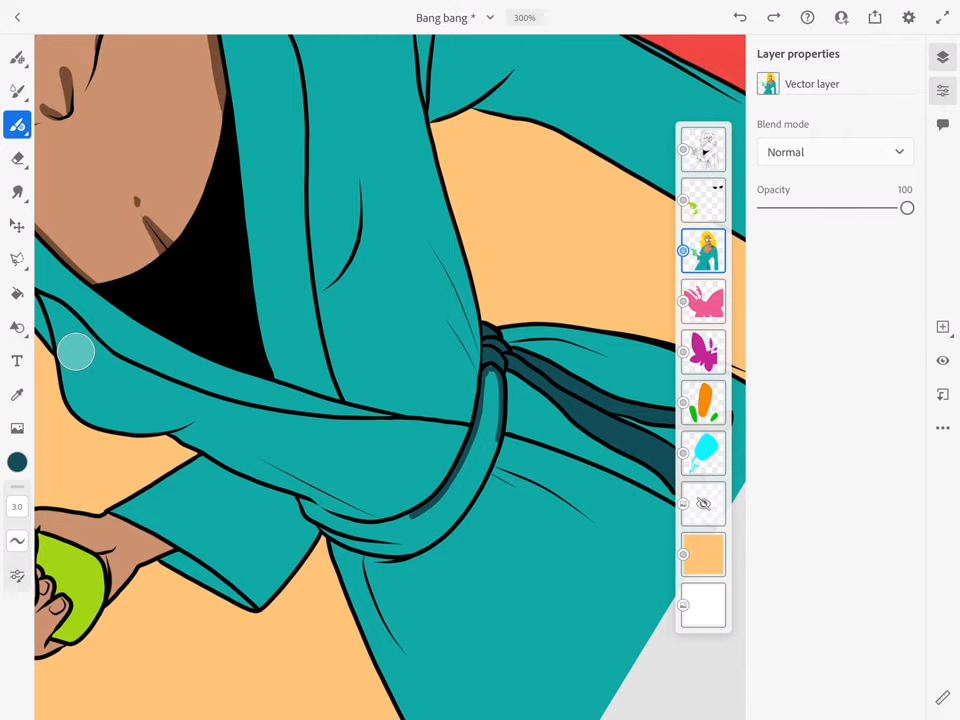 Bang bang *
300%
Layer properties
Vector layer
Blend mode
Normal
Opacity
100
T
3.0